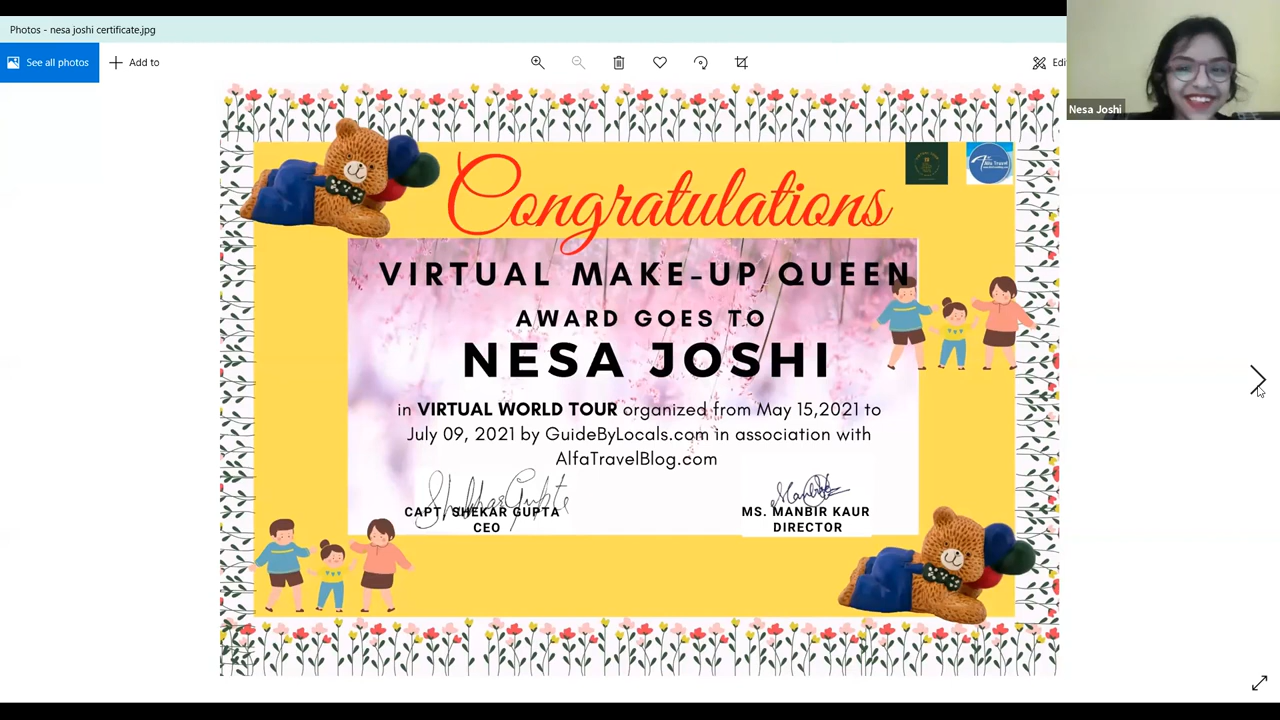 Photos - nesa joshi certificate.jpg
See all photos
Add to
Nesa Joshi
Congratulations
VIRTUAL MAKE-UP QUEEN
AWARD GOES TO
NESA JOSHI
in VIRTUAL WORLD TOUR organized from May 15,2021 to
July 09, 2021 by GuideByLocals.com in association with
AlfaTravelBlog.com
CAPT. SHEKAR GUPTA
CEO
MS. MANBIR KAUR
DIRECTOR